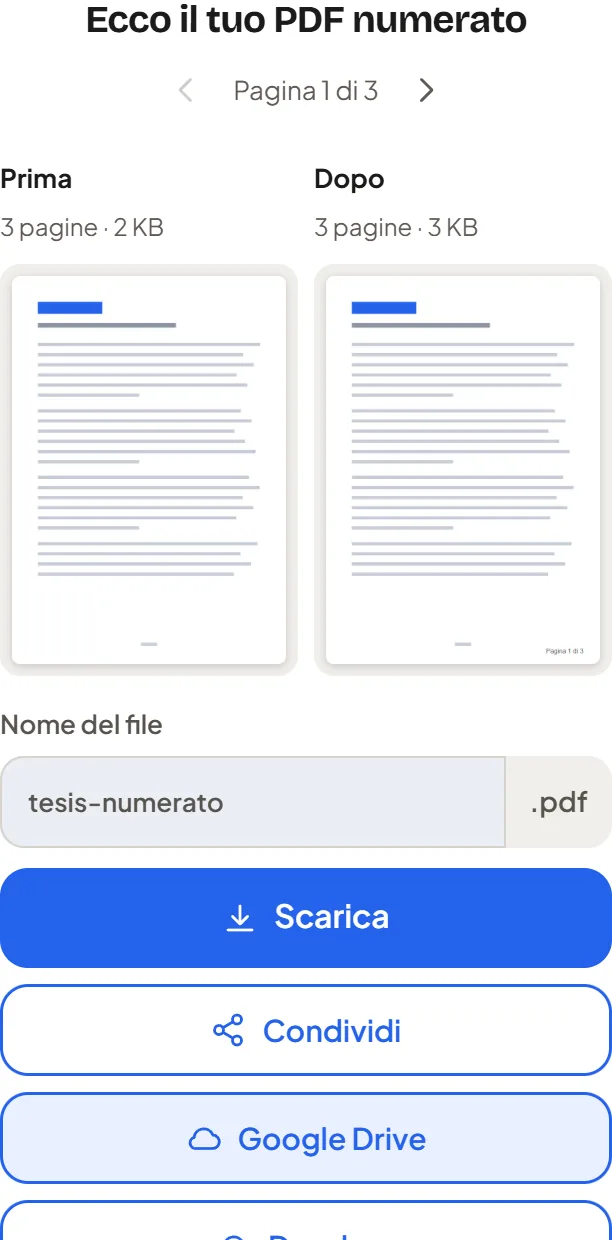 Ecco il tuo PDF numerato
Pagina 1 di 3
Prima
3 pagine · 2 KB
Dopo
3 pagine · 3 KB
Pagina 1 di 3
Nome del file
tesis-numerato
.pdf
Scarica
Condividi
Google Drive